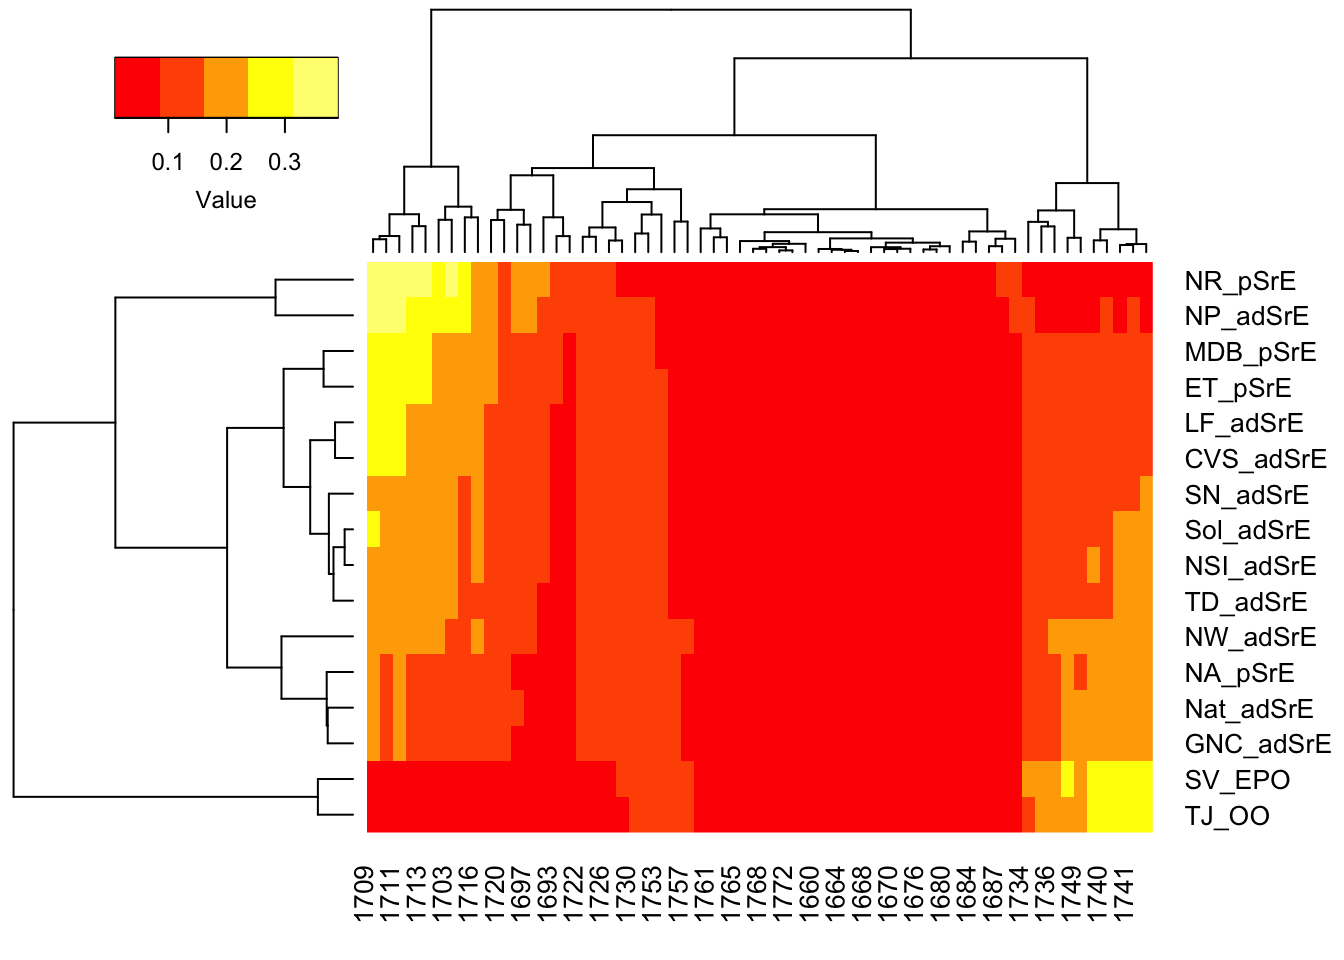 0.1 0.2 0.3
Value
NR_pSrE
NP_adSrE
MDB_pSrE
ET_pSrE
LF_adSrE
CVS_adSrE
SN_adSrE
Sol_adSrE
NSI_adSrE
TD_adSrE
NW_adSrE
NA_pSrE
Nat_adSrE
GNC_adSrE
SV_EPO
TJ_OO
1709
1711
1713
1703
1716
1720
1697
1693
1722
1726
1730
1753
1757
1761
1765
1768
1772
1660
1664
1668
1670
1676
1680
1684
1687
1734
1736
1749
1740
1741